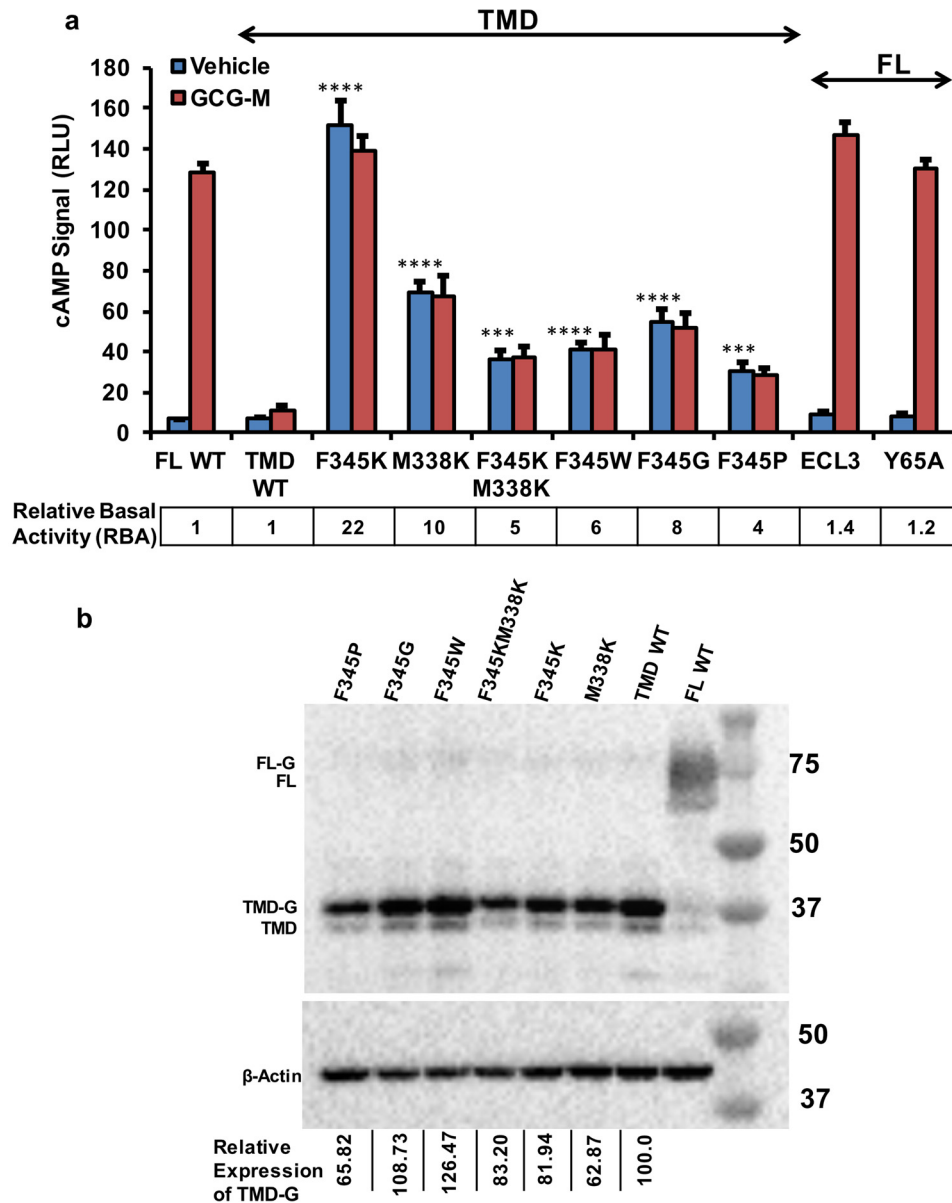 a
TMD
FL
Vehicle
GCG-M
cAMP Signal (RLU)
180
160
140
120
100
80
60
40
20
0
**** **** *** **** **** ***
FL WT TMD WT F345K M338K F345K M338K F345W F345G F345P ECL3 Y65A
Relative Basal Activity (RBA)
1 1 22 10 5 6 8 4 1.4 1.2
b
F345P F345G F345W F345KM338K F345K M338K TMD WT FL WT
FL-G
FL
75
50
TMD-G
TMD
37
50
β-Actin
37
Relative
Expression
of TMD-G
65.82 108.73 126.47 83.20 81.94 62.87 100.0